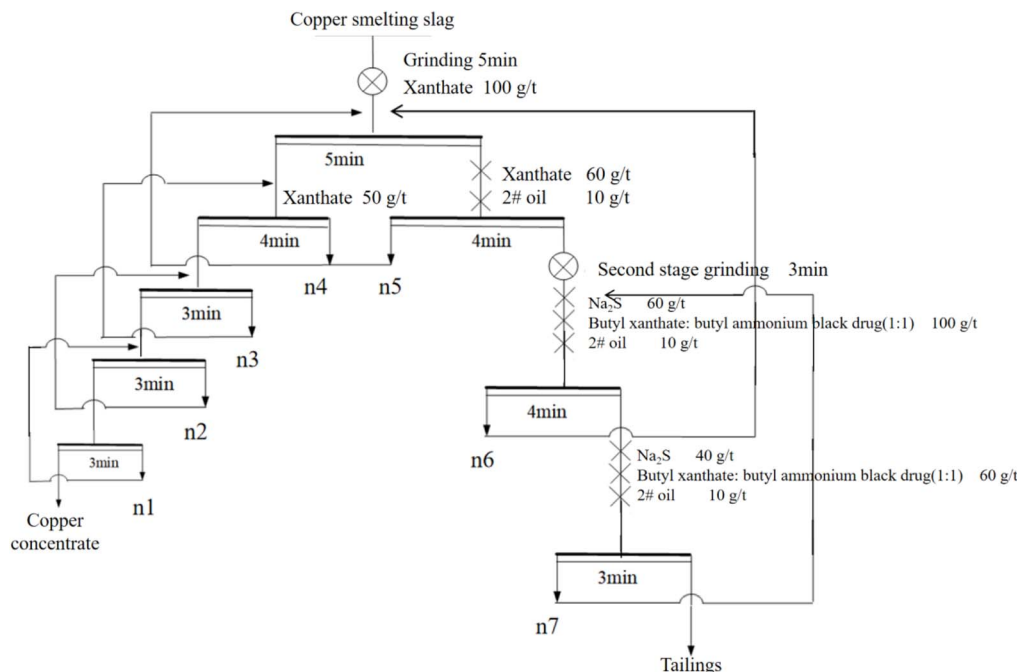 Copper smelting slag
Grinding 5min
Xanthate 100 g/t
5min
Xanthate 60 g/t
2# oil 10 g/t
Xanthate 50 g/t
4min
4min
n4
n5
Second stage grinding 3min
Na₂S 60 g/t
Butyl xanthate: butyl ammonium black drug(1:1) 100 g/t
2# oil 10 g/t
3min
n3
3min
n2
4min
n6
Na₂S 40 g/t
Butyl xanthate: butyl ammonium black drug(1:1) 60 g/t
2# oil 10 g/t
3min
n1
Copper
concentrate
3min
n7
Tailings